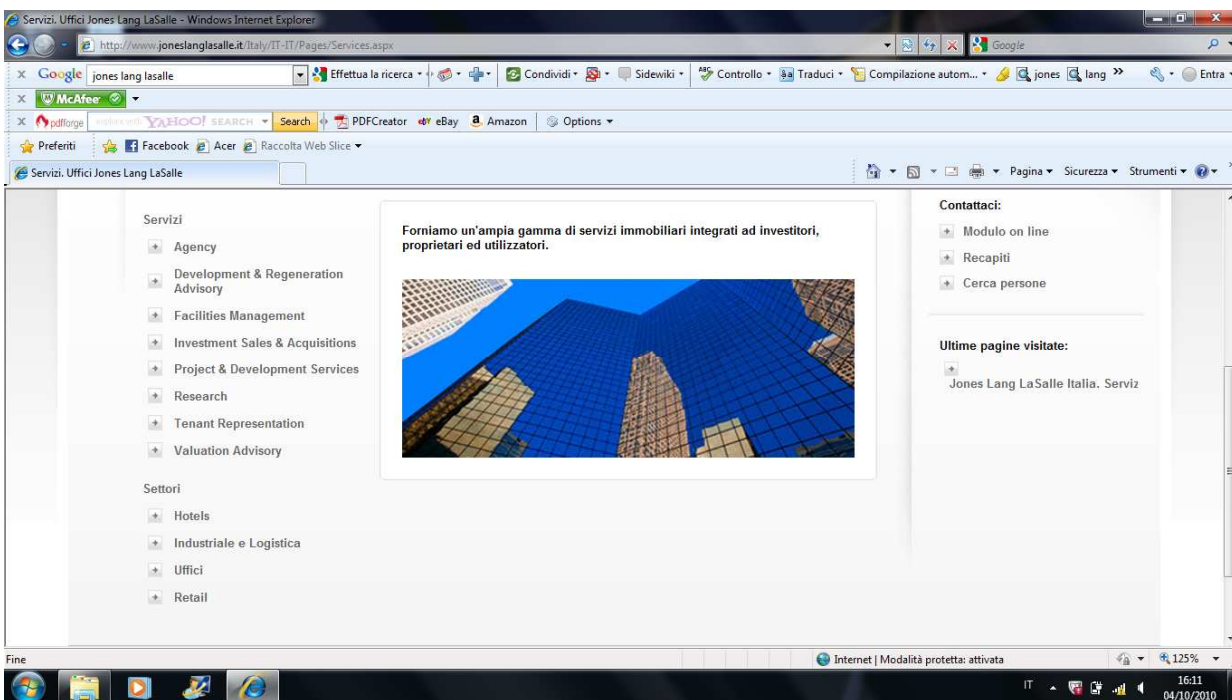 Servizi. Uffici Jones Lang LaSalle - Windows Internet Explorer
http://www.joneslanglasalle.it/Italy/IT-IT/Pages/Services.aspx
Google
x Google jones lang lasalle Effettua la ricerca Condividi Sidewiki Controllo Traduci Compilazione autom... jones lang » Entra
x McAfee
x pdfforge YAHOO! SEARCH Search PDFCreator eBay Amazon Options
Preferiti Facebook Acer Raccolta Web Slice
Servizi. Uffici Jones Lang LaSalle
Pagina Sicurezza Strumenti
Servizi
Agency
Development & Regeneration
Advisory
Facilities Management
Investment Sales & Acquisitions
Project & Development Services
Research
Tenant Representation
Valuation Advisory
Settori
Hotels
Industriale e Logistica
Uffici
Retail
Forniamo un'ampia gamma di servizi immobiliari integrati ad investitori,
proprietari ed utilizzatori.
Contattaci:
Modulo on line
Recapiti
Cerca persone
Ultime pagine visitate:
Jones Lang LaSalle Italia. Serviz
Fine
Internet | Modalità protetta: attivata
125%
IT
16:11
04/10/2010